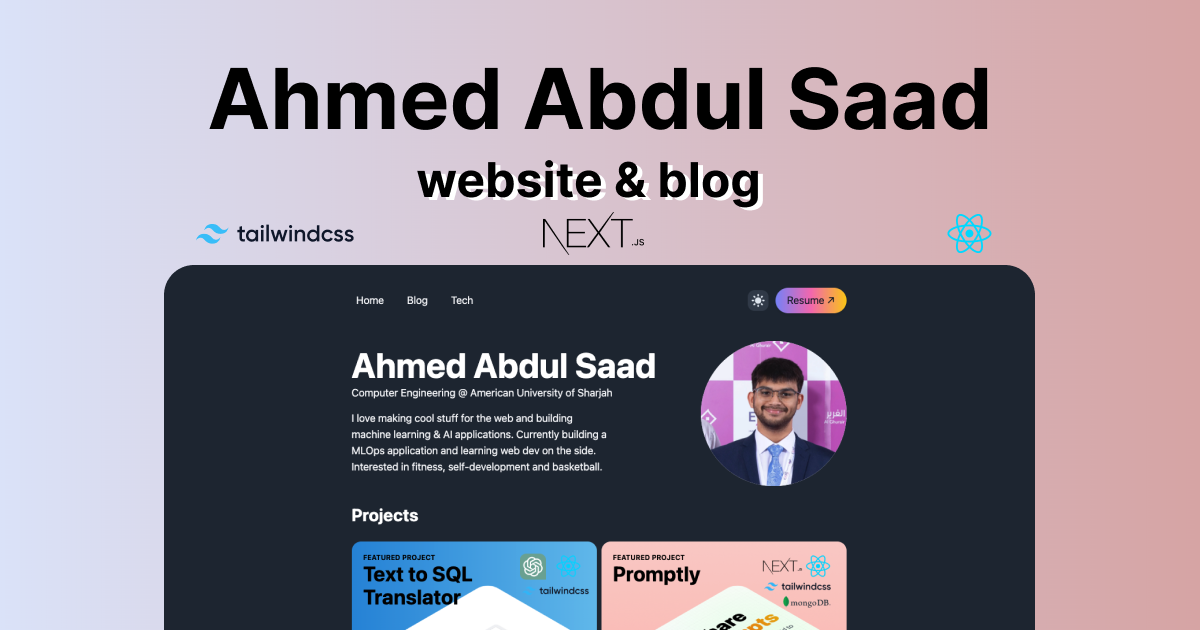 Ahmed Abdul Saad
website & blog
tailwindcss
NEXT.JS
Home Blog Tech
Resume ↗
Ahmed Abdul Saad
Computer Engineering @ American University of Sharjah
I love making cool stuff for the web and building
machine learning & AI applications. Currently building a
MLOps application and learning web dev on the side.
Interested in fitness, self-development and basketball.
الغرير
Projects
FEATURED PROJECT
Text to SQL
Translator
tailwindcss
FEATURED PROJECT
Promptly
NEXT.JS
tailwindcss
mongoDB.